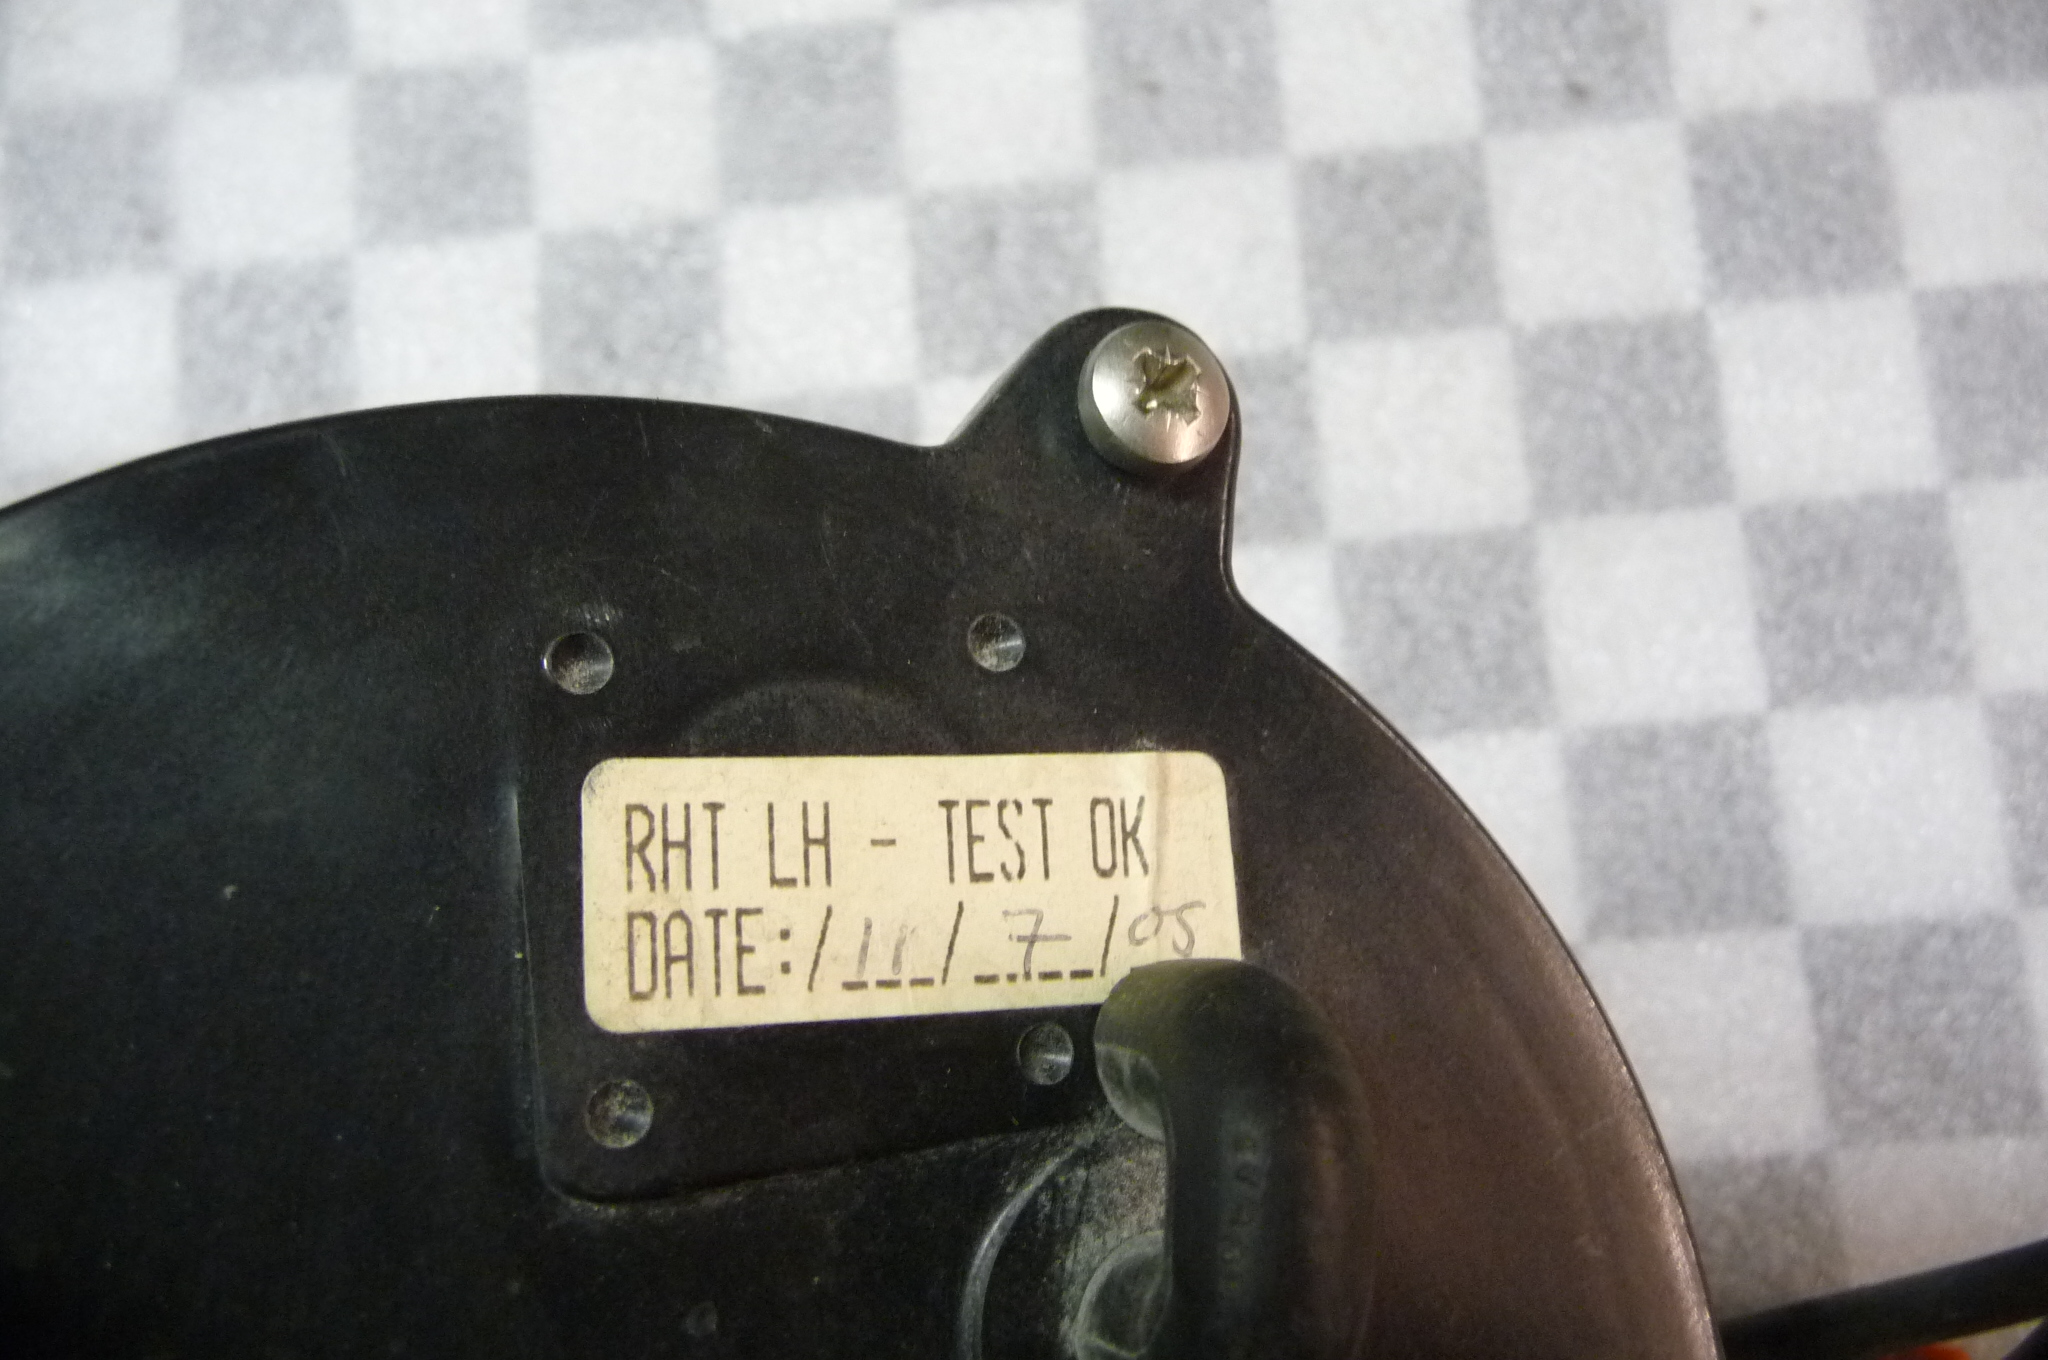 RHT LH - TEST OK
DATE:/11/7/05